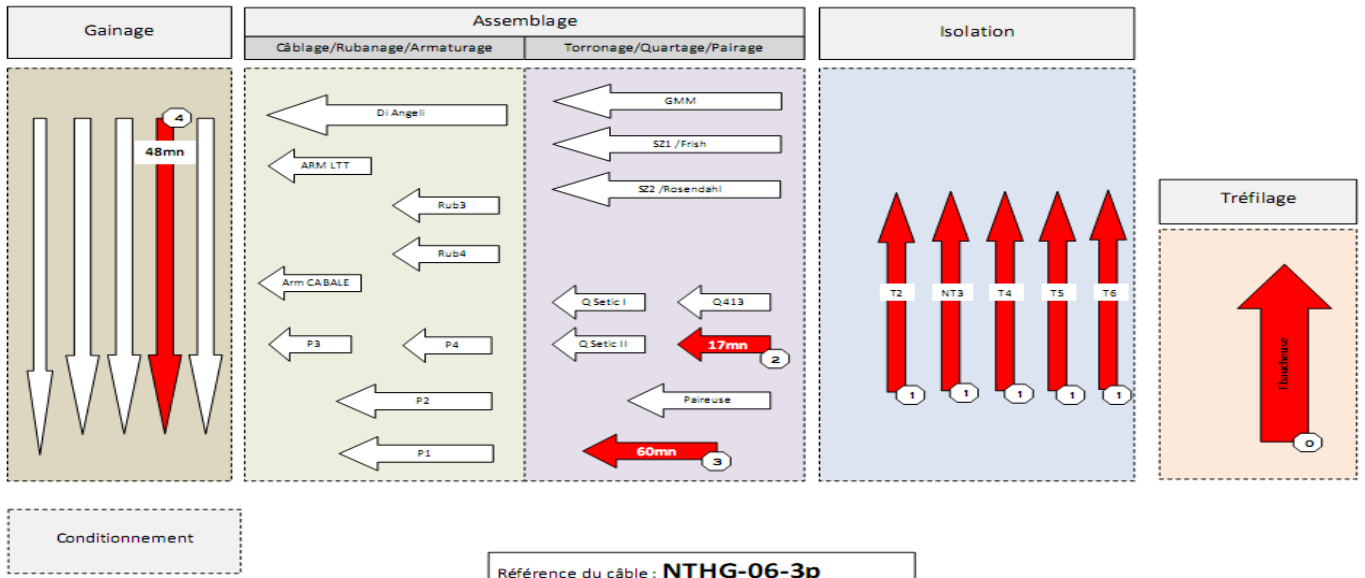 Gainage
Assemblage
Câblage/Rubanage/Armaturage
Torronage/Quartage/Pairage
Isolation
4
48mn
Di Angeli
ARM LTT
Rub3
Rub4
Arm CABALE
P3
P4
P2
P1
GMM
SZ1 /Frish
SZ2 /Rosendahl
Q Setic I
Q413
Q Setic II
17mn
2
Paireuse
60mn
3
T2
NT3
T4
T5
T6
1
1
1
1
1
Tréfilage
Ebaucheuse
0
Conditionnement
Référence du câble : NTHG-06-3p